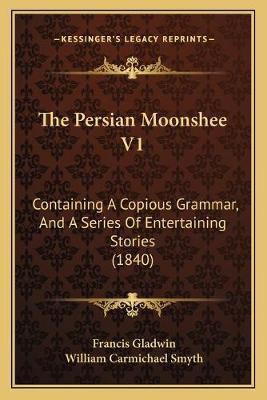 KESSINGER'S LEGACY REPRINTS
The Persian Moonshee
V1
Containing A Copious Grammar,
And A Series Of Entertaining
Stories
(1840)
Francis Gladwin
William Carmichael Smyth